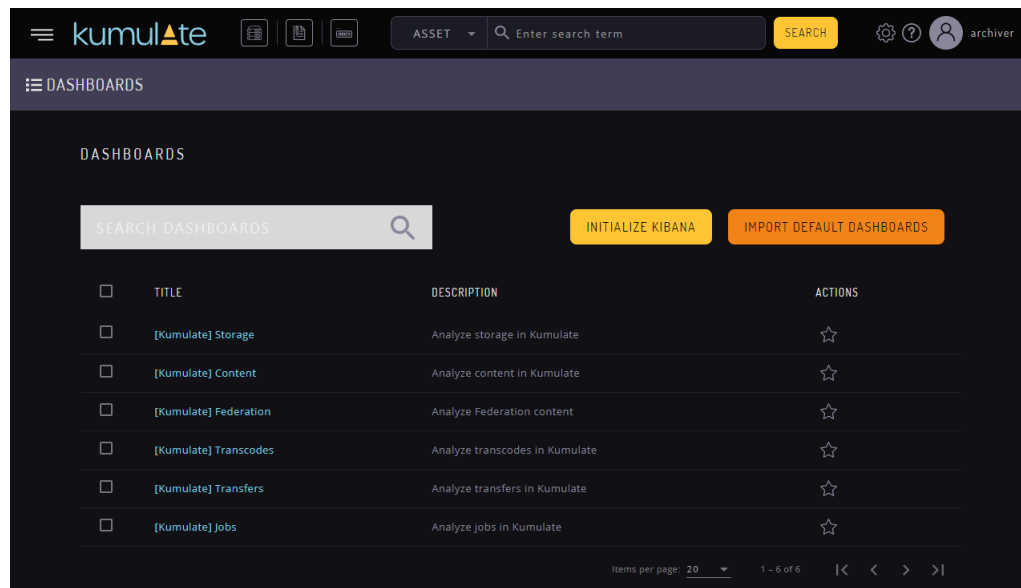 kumulate
ASSET
Enter search term
SEARCH
archiver
DASHBOARDS
DASHBOARDS
SEARCH DASHBOARDS
INITIALIZE KIBANA
IMPORT DEFAULT DASHBOARDS
TITLE DESCRIPTION ACTIONS
[Kumulate] Storage Analyze storage in Kumulate
[Kumulate] Content Analyze content in Kumulate
[Kumulate] Federation Analyze Federation content
[Kumulate] Transcodes Analyze transcodes in Kumulate
[Kumulate] Transfers Analyze transfers in Kumulate
[Kumulate] Jobs Analyze jobs in Kumulate
Items per page: 20 1 – 6 of 6